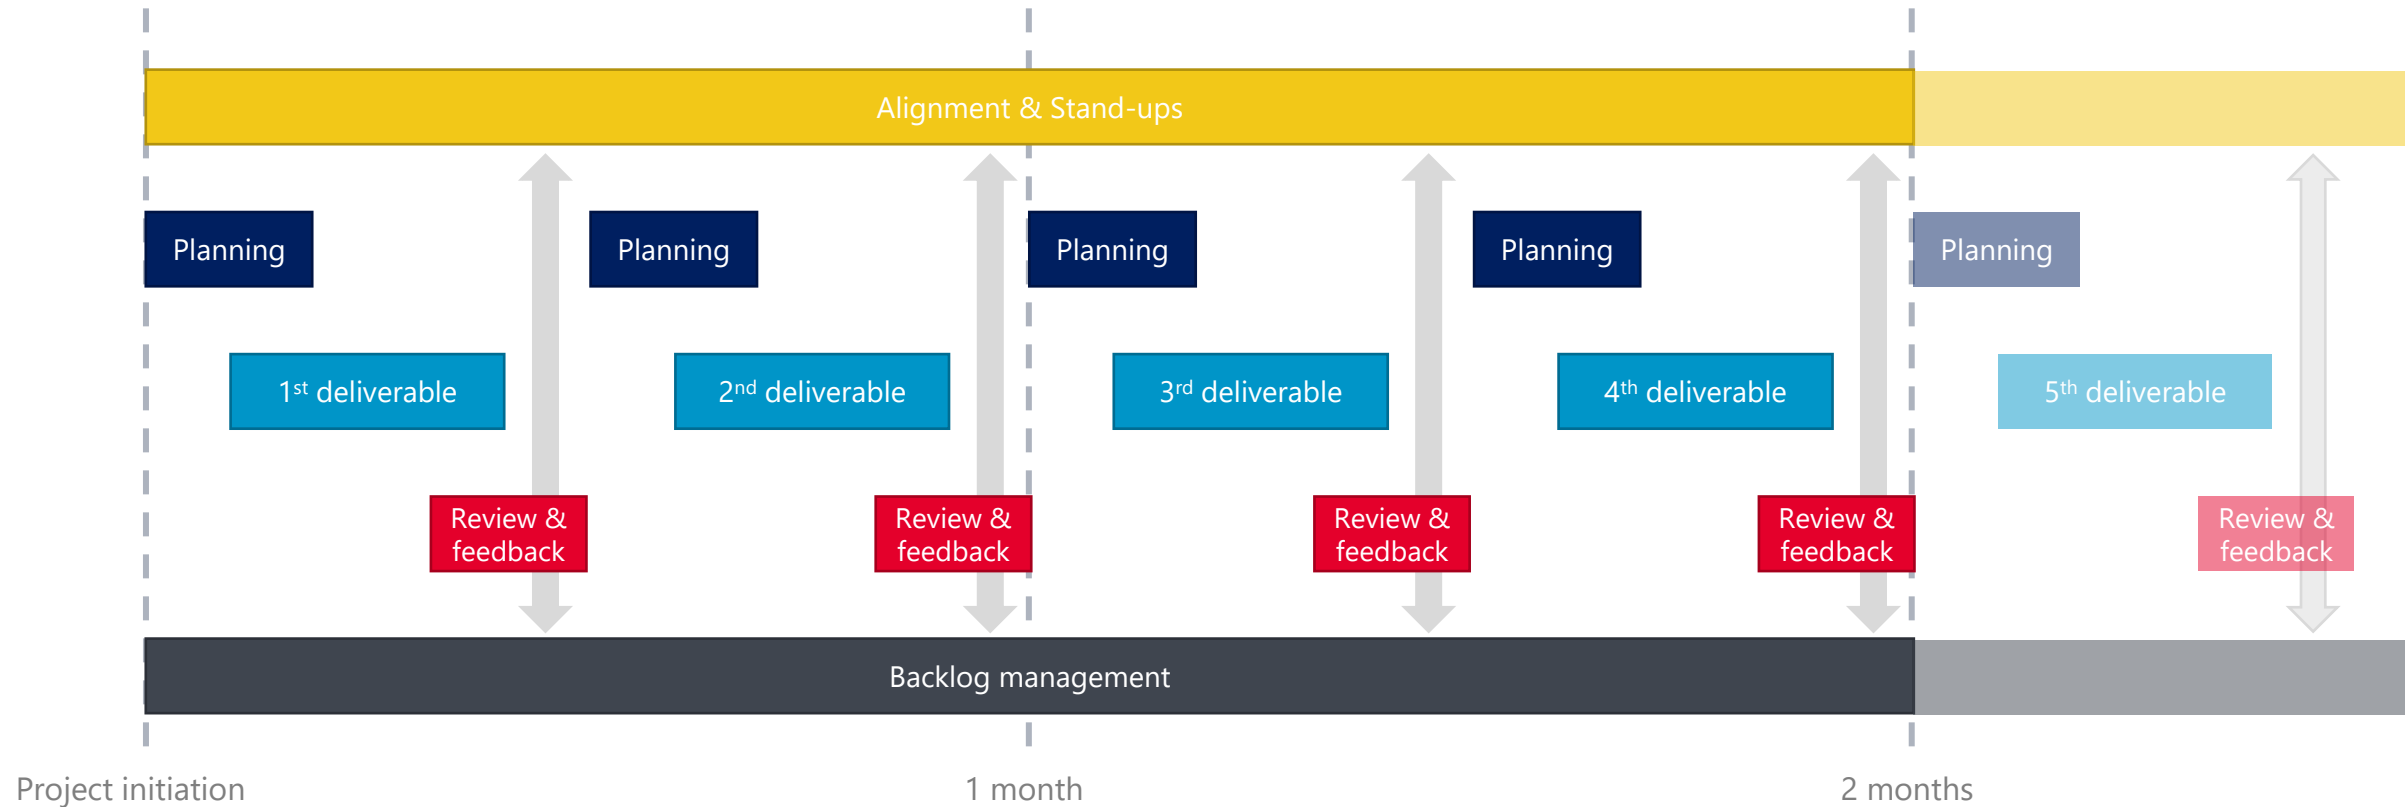 Alignment & Stand-ups
Planning
Planning
Planning
Planning
Planning
1st deliverable
2nd deliverable
3rd deliverable
4th deliverable
5th deliverable
Review &
feedback
Review &
feedback
Review &
feedback
Review &
feedback
Review &
feedback
Backlog management
Project initiation
1 month
2 months